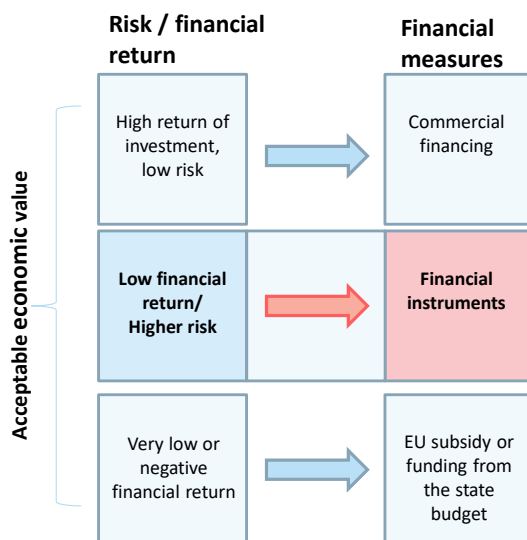 Risk / financial
return
Financial
measures
Acceptable economic value
High return of
investment,
low risk
Commercial
financing
Low financial
return/
Higher risk
Financial
instruments
Very low or
negative
financial return
EU subsidy or
funding from
the state
budget